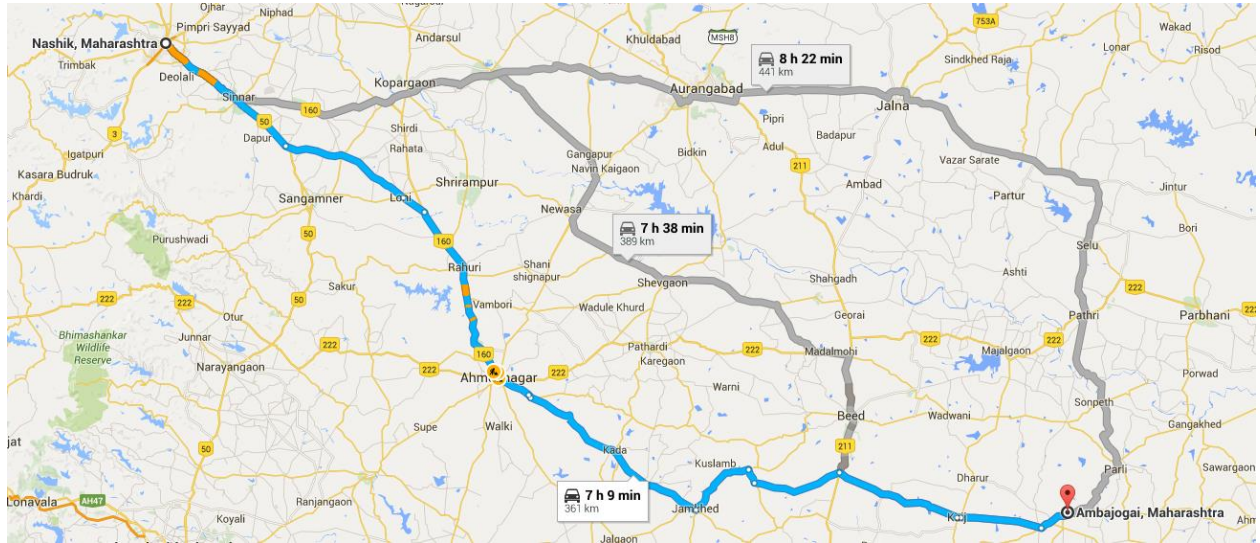 Ojhar
Niphad
Andarsul
Pimpri Sayyad
Nashik, Maharashtra
Trimbak
Deolali
Sinnar
Kopargaon
Khuldabad
MSH8
753A
Wakad
Lonar
Risod
Sindkhed Raja
8 h 22 min
441 km
Aurangabad
Jalna
160
50
3
Dapur
Shirdi
Rahata
Pipri
Badapur
Igatpuri
Kasara Budruk
Khardi
Gangapur
Navin Kaigaon
Bidkin
Adul
211
Vazar Sarate
Ambad
Partur
Jintur
Shrirampur
Sangamner
Loni
Newasa
7 h 38 min
389 km
Purushwadi
50
160
Bori
Selu
Rahuri
Shani
shignapur
Shevgaon
Shahgadh
Ashti
222
222
Sakur
50
Vambori
Wadule Khurd
Georai
Pathri
222
Parbhani
222
Otur
Bhimashankar
Wildlife
Reserve
Junnar
222
160
Narayangaon
222
Pathardi
Karegaon
222
Madalmohi
222
Majalgaon
222
222
Porwad
Warni
Sonpeth
Beed
Wadwani
Gangakhed
Supe
Walki
50
Kada
211
Kuslamb
Dharur
Parli
Sawargaon
7 h 9 min
361 km
Lonavala
AH47
Ranjangaon
Jamkhed
Ambajogai, Maharashtra
Koyali
Jalgaon